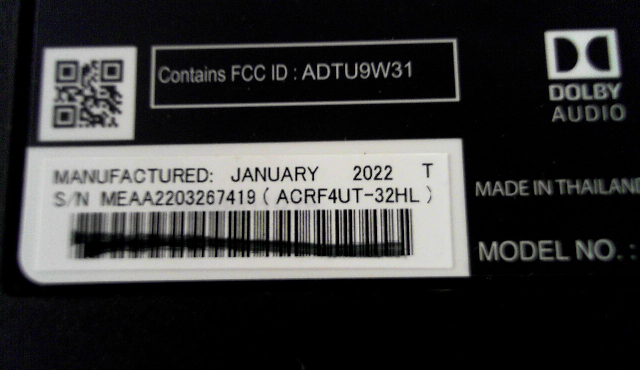 Contains FCC ID : ADTU9W31
DOLBY
AUDIO
MANUFACTURED: JANUARY 2022 T
S/N MEAA2203267419 ( ACRF4UT-32HL )
MADE IN THAILAND
MODEL NO. :